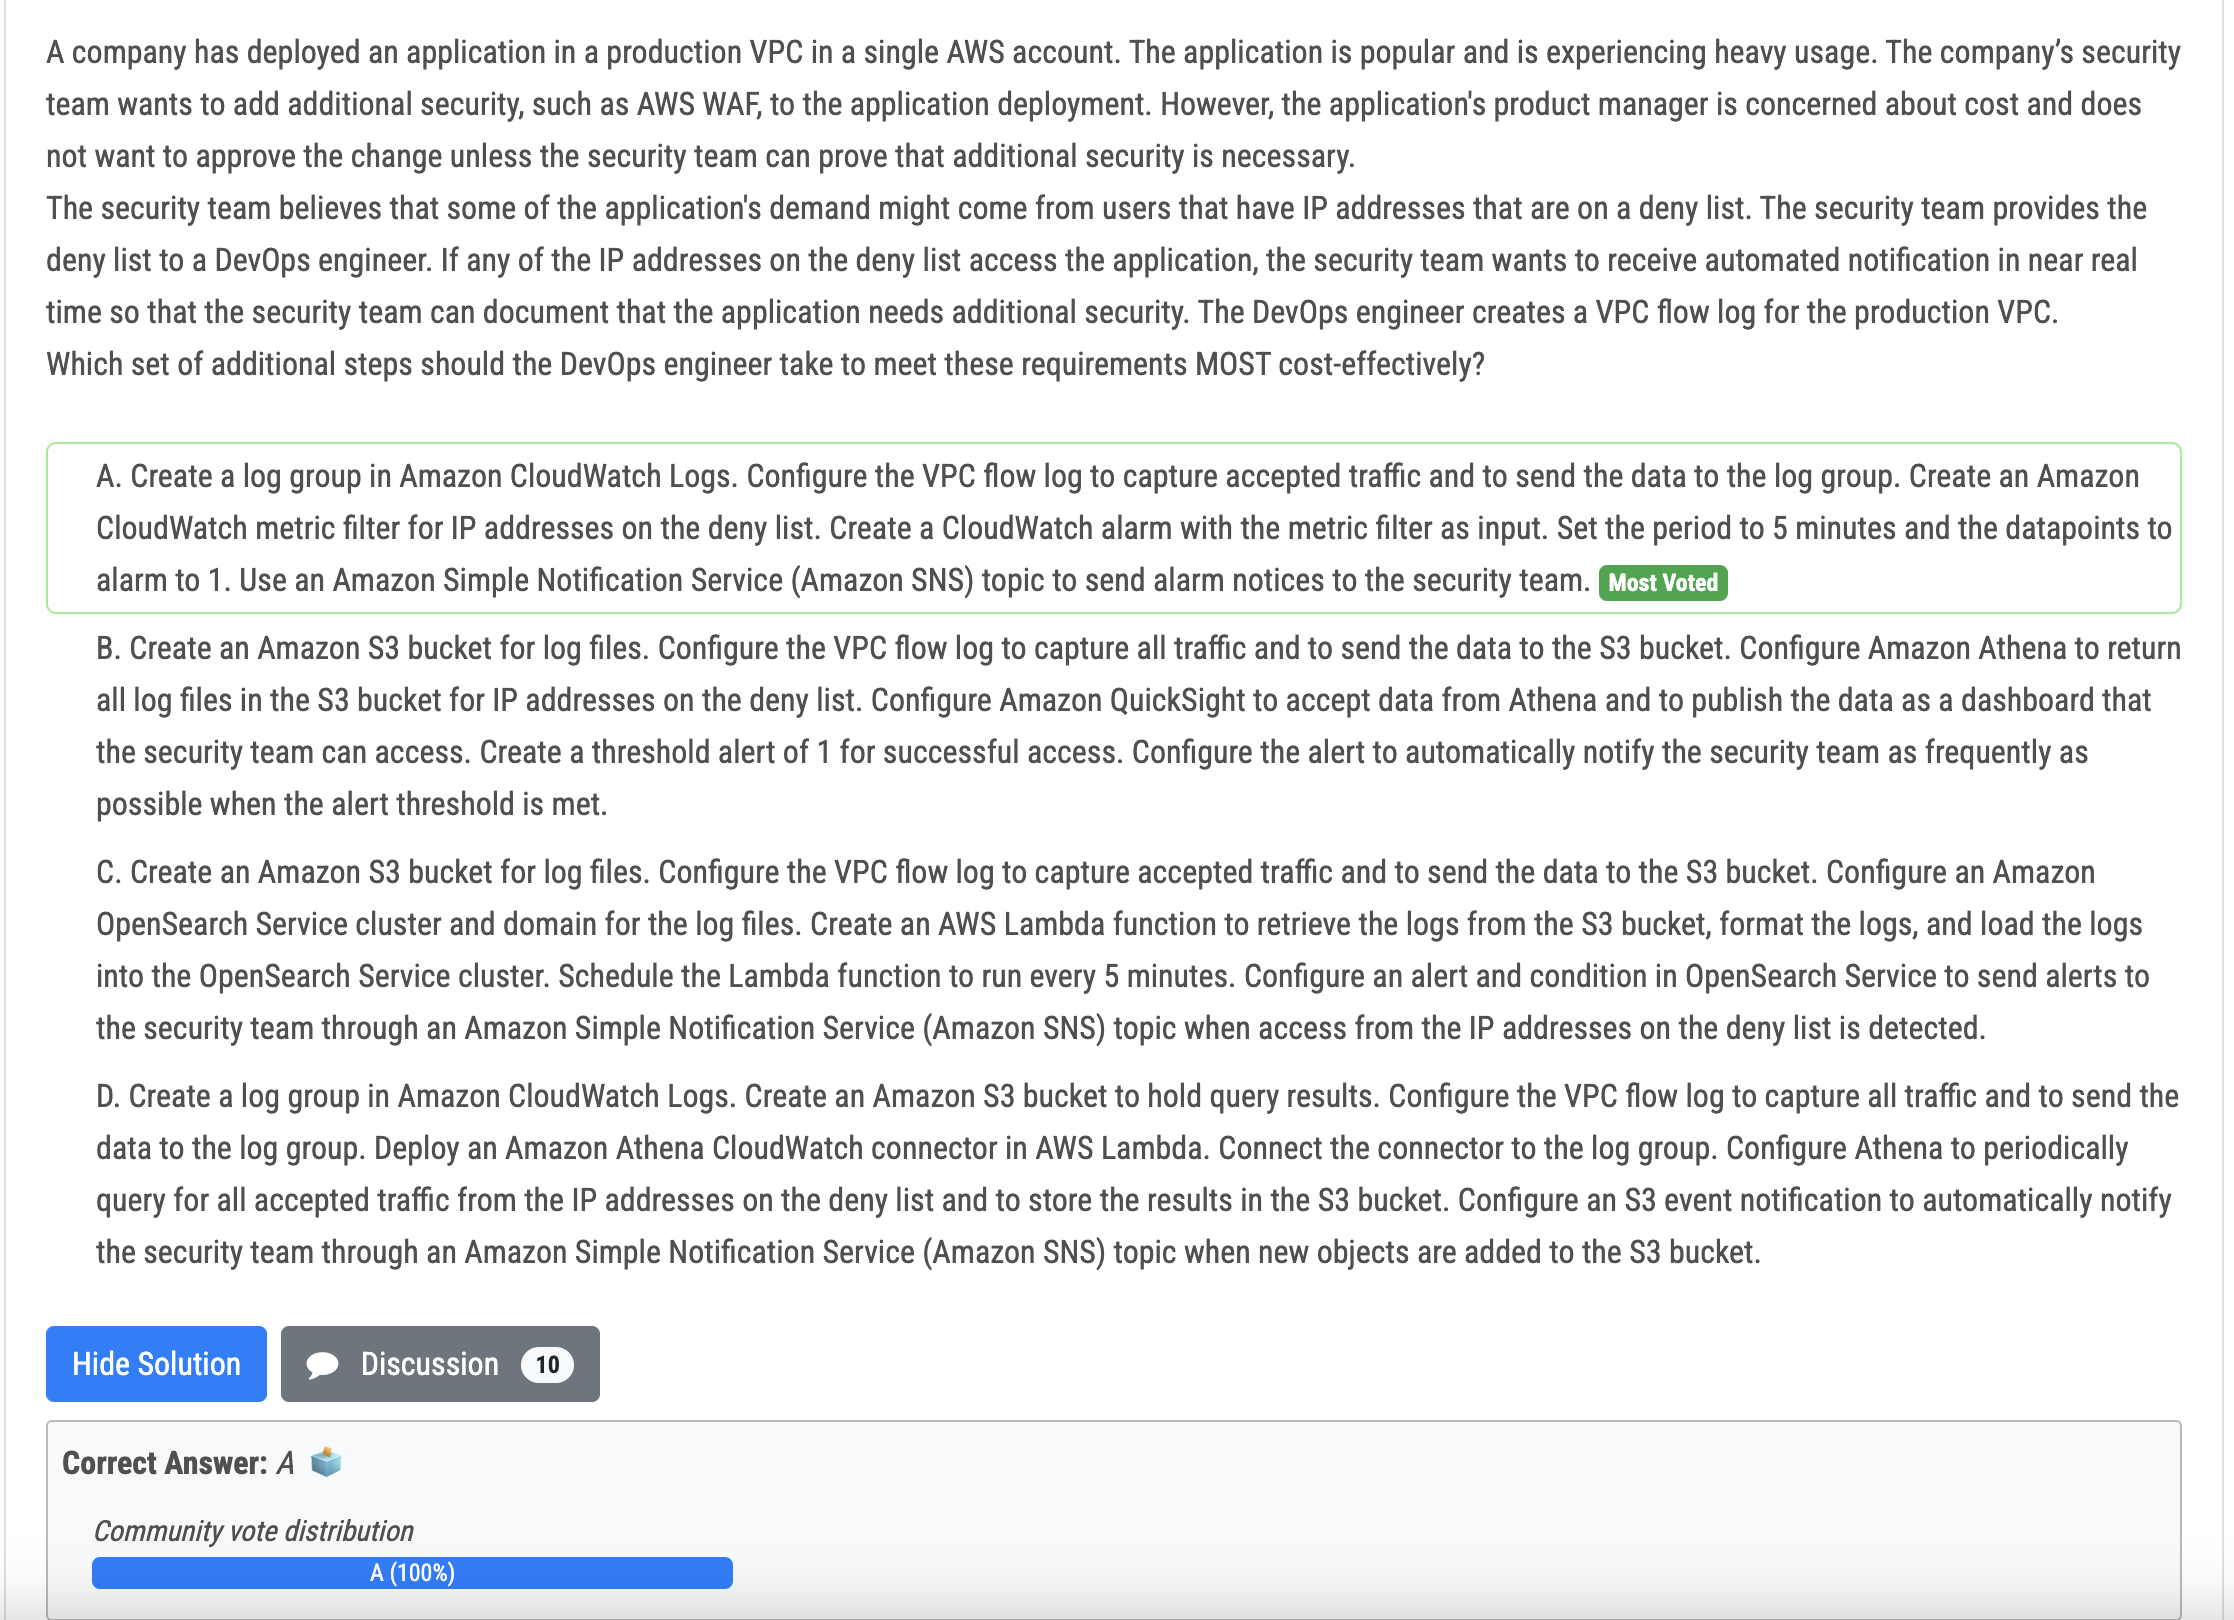 A company has deployed an application in a production VPC in a single AWS account. The application is popular and is experiencing heavy usage. The company’s security
team wants to add additional security, such as AWS WAF, to the application deployment. However, the application's product manager is concerned about cost and does
not want to approve the change unless the security team can prove that additional security is necessary.
The security team believes that some of the application's demand might come from users that have IP addresses that are on a deny list. The security team provides the
deny list to a DevOps engineer. If any of the IP addresses on the deny list access the application, the security team wants to receive automated notification in near real
time so that the security team can document that the application needs additional security. The DevOps engineer creates a VPC flow log for the production VPC.
Which set of additional steps should the DevOps engineer take to meet these requirements MOST cost-effectively?
A. Create a log group in Amazon CloudWatch Logs. Configure the VPC flow log to capture accepted traffic and to send the data to the log group. Create an Amazon
CloudWatch metric filter for IP addresses on the deny list. Create a CloudWatch alarm with the metric filter as input. Set the period to 5 minutes and the datapoints to
alarm to 1. Use an Amazon Simple Notification Service (Amazon SNS) topic to send alarm notices to the security team. Most Voted
B. Create an Amazon S3 bucket for log files. Configure the VPC flow log to capture all traffic and to send the data to the S3 bucket. Configure Amazon Athena to return
all log files in the S3 bucket for IP addresses on the deny list. Configure Amazon QuickSight to accept data from Athena and to publish the data as a dashboard that
the security team can access. Create a threshold alert of 1 for successful access. Configure the alert to automatically notify the security team as frequently as
possible when the alert threshold is met.
C. Create an Amazon S3 bucket for log files. Configure the VPC flow log to capture accepted traffic and to send the data to the S3 bucket. Configure an Amazon
OpenSearch Service cluster and domain for the log files. Create an AWS Lambda function to retrieve the logs from the S3 bucket, format the logs, and load the logs
into the OpenSearch Service cluster. Schedule the Lambda function to run every 5 minutes. Configure an alert and condition in OpenSearch Service to send alerts to
the security team through an Amazon Simple Notification Service (Amazon SNS) topic when access from the IP addresses on the deny list is detected.
D. Create a log group in Amazon CloudWatch Logs. Create an Amazon S3 bucket to hold query results. Configure the VPC flow log to capture all traffic and to send the
data to the log group. Deploy an Amazon Athena CloudWatch connector in AWS Lambda. Connect the connector to the log group. Configure Athena to periodically
query for all accepted traffic from the IP addresses on the deny list and to store the results in the S3 bucket. Configure an S3 event notification to automatically notify
the security team through an Amazon Simple Notification Service (Amazon SNS) topic when new objects are added to the S3 bucket.
Hide Solution Discussion 10
Correct Answer: A
Community vote distribution
A (100%)